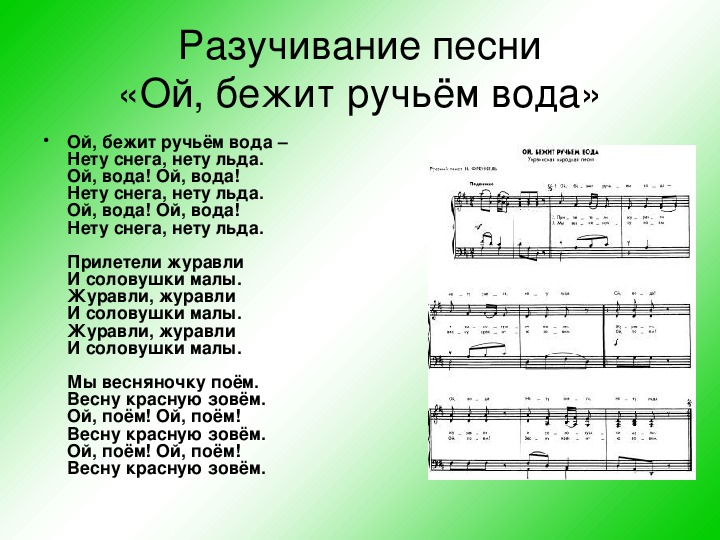 Разучивание песни
«Ой, бежит ручьём вода»
• Ой, бежит ручьём вода –
Нету снега, нету льда.
Ой, вода! Ой, вода!
Нету снега, нету льда.
Ой, вода! Ой, вода!
Нету снега, нету льда.
Прилетели журавли
И соловушки малы.
Журавли, журавли
И соловушки малы.
Журавли, журавли
И соловушки малы.
Мы весняночку поём.
Весну красную зовём.
Ой, поём! Ой, поём!
Весну красную зовём.
Ой, поём! Ой, поём!
Весну красную зовём.
ОЙ, БЕЖИТ РУЧЬЕМ ВОДА
Украинская народная песня
Русский текст